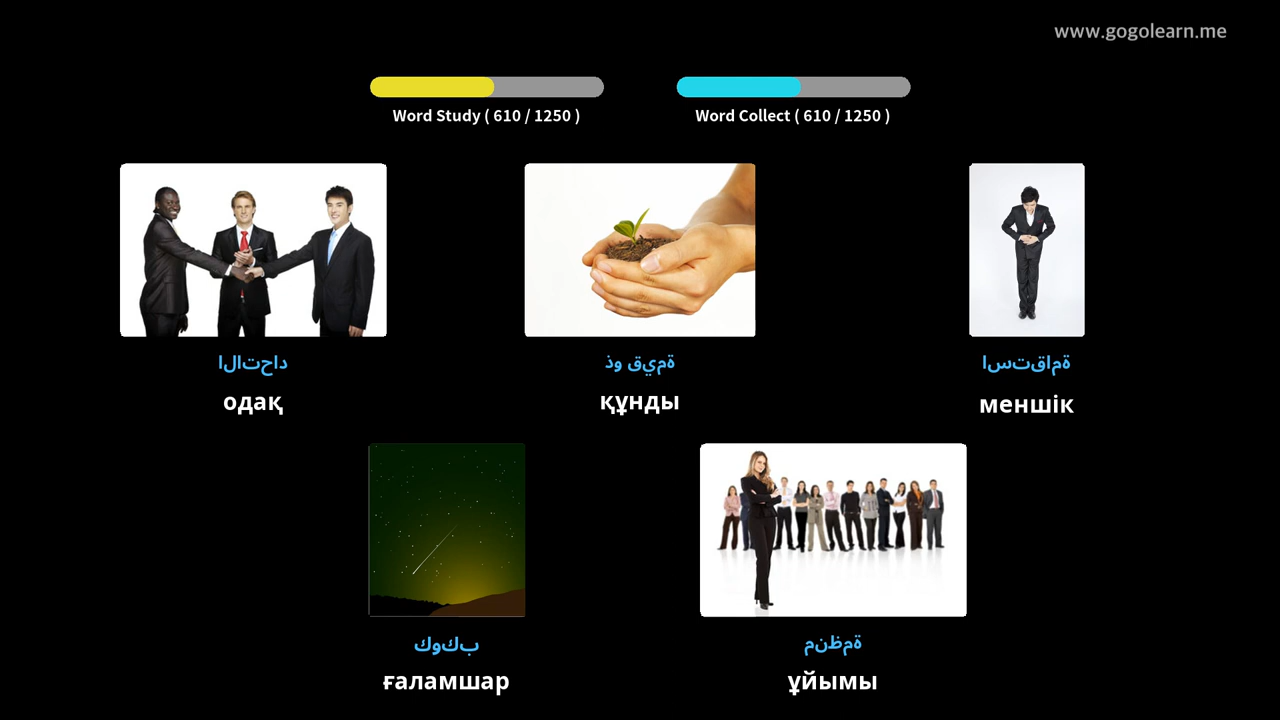 www.gogolearn.me
Word Study ( 610 / 1250 )
Word Collect ( 610 / 1250 )
الاتحاد
одақ
ذو قيمة
құнды
استقامة
меншік
كوكب
ғаламшар
منظمة
ұйымы